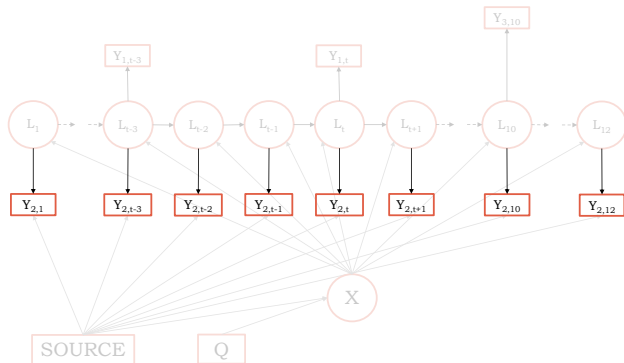 Y3,10
Y1,t-3 Y1,t
L1 Lt-3 Lt-2 Lt-1 Lt Lt+1 L10 L12
Y2,1 Y2,t-3 Y2,t-2 Y2,t-1 Y2,t Y2,t+1 Y2,10 Y2,12
X
SOURCE Q